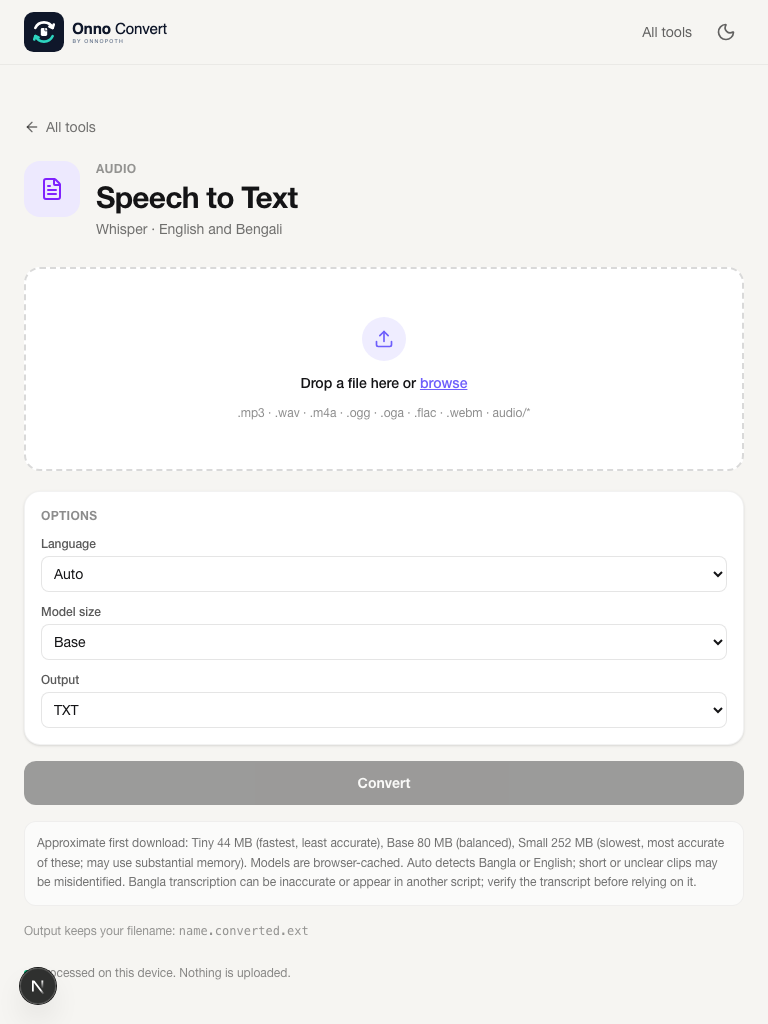 Onno Convert
BY ONNOPOTH
All tools
All tools
AUDIO
Speech to Text
Whisper · English and Bengali
Drop a file here or browse
.mp3 · .wav · .m4a · .ogg · .oga · .flac · .webm · audio/*
OPTIONS
Language
Auto
Model size
Base
Output
TXT
Convert
Approximate first download: Tiny 44 MB (fastest, least accurate), Base 80 MB (balanced), Small 252 MB (slowest, most accurate
of these; may use substantial memory). Models are browser-cached. Auto detects Bangla or English; short or unclear clips may
be misidentified. Bangla transcription can be inaccurate or appear in another script; verify the transcript before relying on it.
Output keeps your filename: name.converted.ext
on this device. Nothing is uploaded.
N